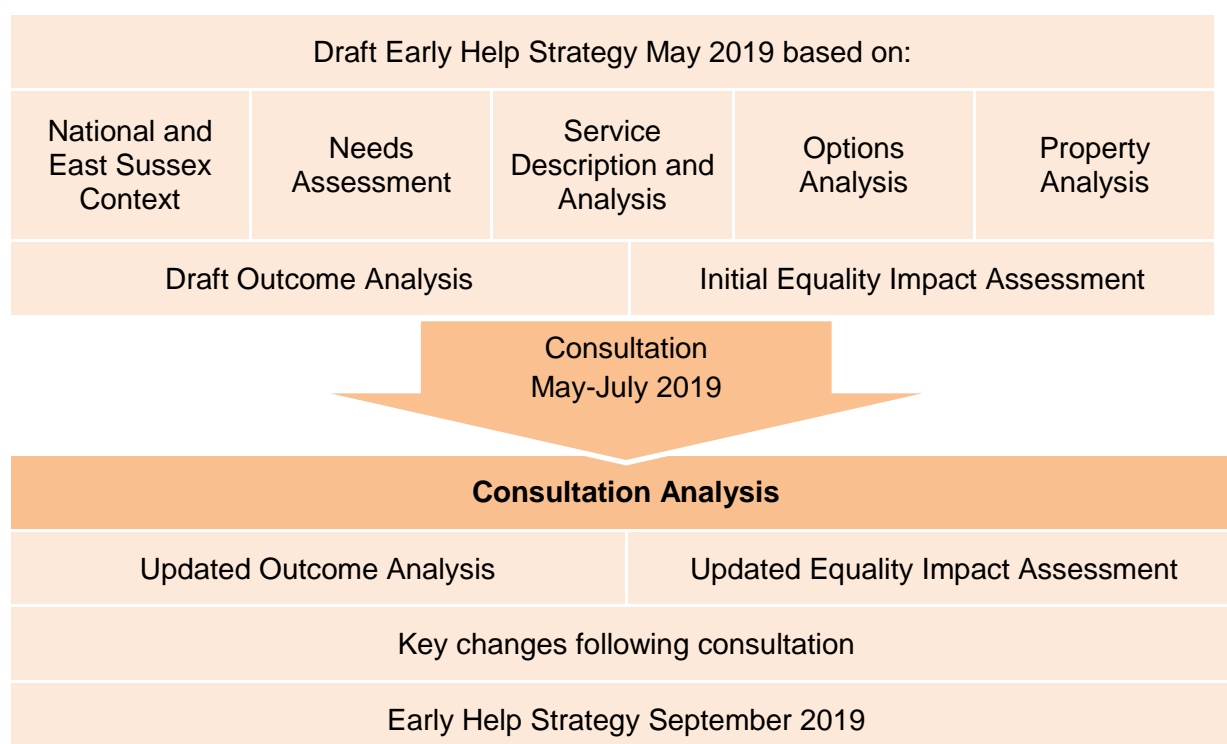 Draft Early Help Strategy May 2019 based on:
National and
East Sussex
Context
Needs
Assessment
Service
Description and
Analysis
Options
Analysis
Property
Analysis
Draft Outcome Analysis
Initial Equality Impact Assessment
Consultation
May-July 2019
Consultation Analysis
Updated Outcome Analysis
Updated Equality Impact Assessment
Key changes following consultation
Early Help Strategy September 2019